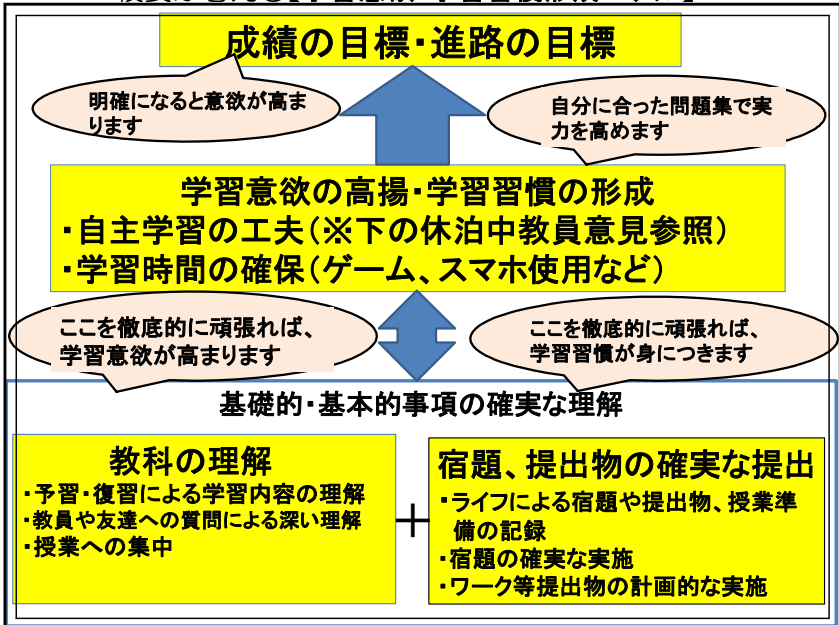 成績の目標・進路の目標
明確になると意欲が高ま
ります
自分に合った問題集で実
力を高めます
学習意欲の高揚・学習習慣の形成
・自主学習の工夫(※下の休泊中教員意見参照)
・学習時間の確保(ゲーム、スマホ使用など)
ここを徹底的に頑張れば、
学習意欲が高まります
ここを徹底的に頑張れば、
学習習慣が身につきます
基礎的・基本的事項の確実な理解
教科の理解
・予習・復習による学習内容の理解
・教員や友達への質問による深い理解
・授業への集中
+
宿題、提出物の確実な提出
・ライフによる宿題や提出物、授業準
備の記録
・宿題の確実な実施
・ワーク等提出物の計画的な実施